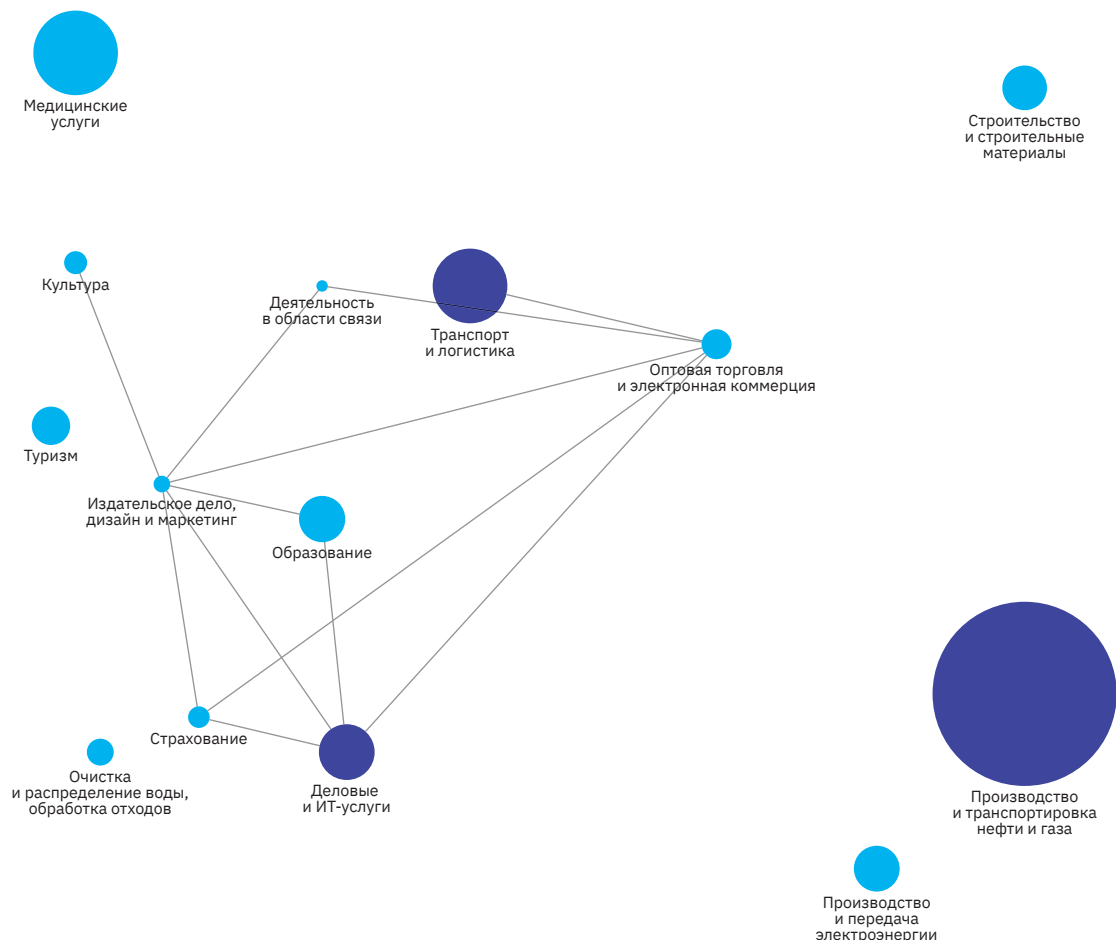 Медицинские
услуги
Строительство
и строительные
материалы
Культура
Деятельность
в области связи
Транспорт
и логистика
Оптовая торговля
и электронная коммерция
Туризм
Издательское дело,
дизайн и маркетинг
Образование
Страхование
Очистка
и распределение воды,
обработка отходов
Деловые
и ИТ-услуги
Производство
и транспортировка
нефти и газа
Производство
и передача
электроэнергии